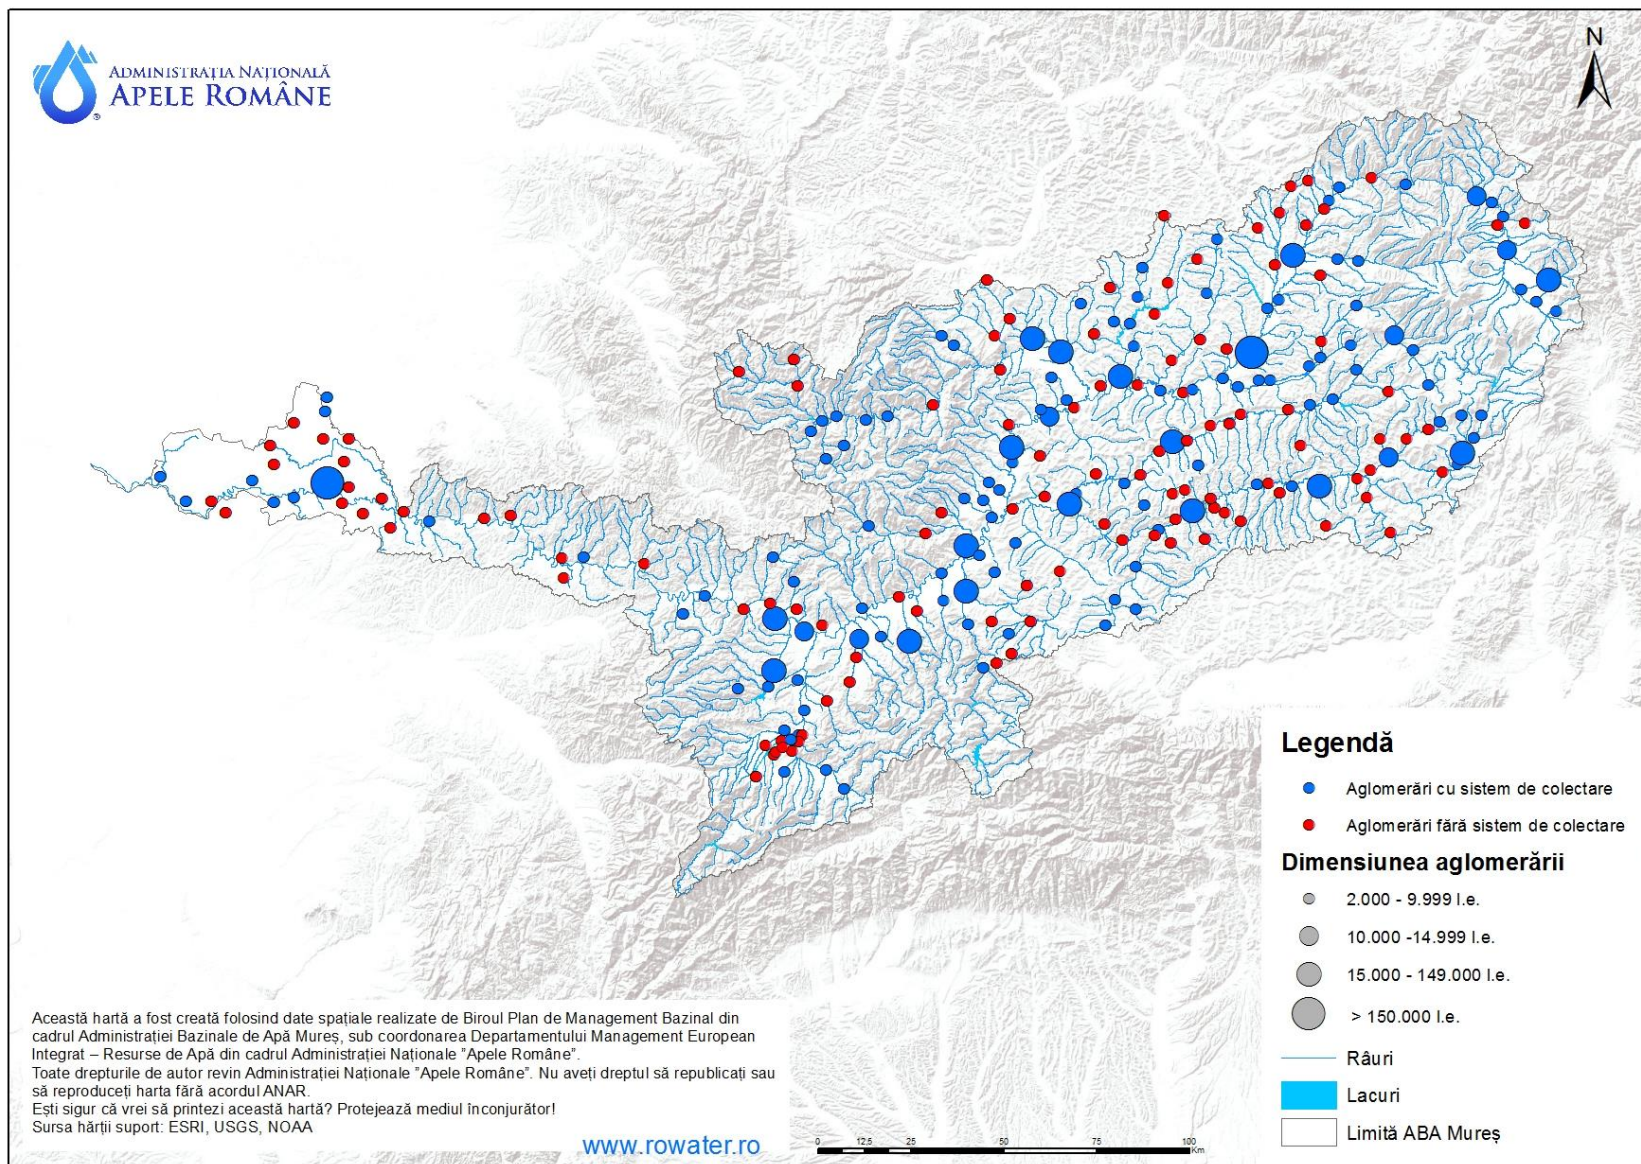 ADMINISTRAȚIA NAȚIONALĂ
APELE ROMÂNE
®
N
Legendă
Aglomerări cu sistem de colectare
Aglomerări fără sistem de colectare
Dimensiunea aglomerării
2.000 - 9.999 l.e.
10.000 -14.999 l.e.
15.000 - 149.000 l.e.
> 150.000 l.e.
Râuri
Lacuri
Limită ABA Mureș
Această hartă a fost creată folosind date spațiale realizate de Biroul Plan de Management Bazinal din
cadrul Administrației Bazinale de Apă Mureș, sub coordonarea Departamentului Management European
Integrat – Resurse de Apă din cadrul Administrației Naționale "Apele Române".
Toate drepturile de autor revin Administrației Naționale "Apele Române". Nu aveți dreptul să republicați sau
să reproduceți harta fără acordul ANAR.
Ești sigur că vrei să printezi această hartă? Protejează mediul înconjurător!
Sursa hărții suport: ESRI, USGS, NOAA
www.rowater.ro
0 12,5 25 50 75 100
Km